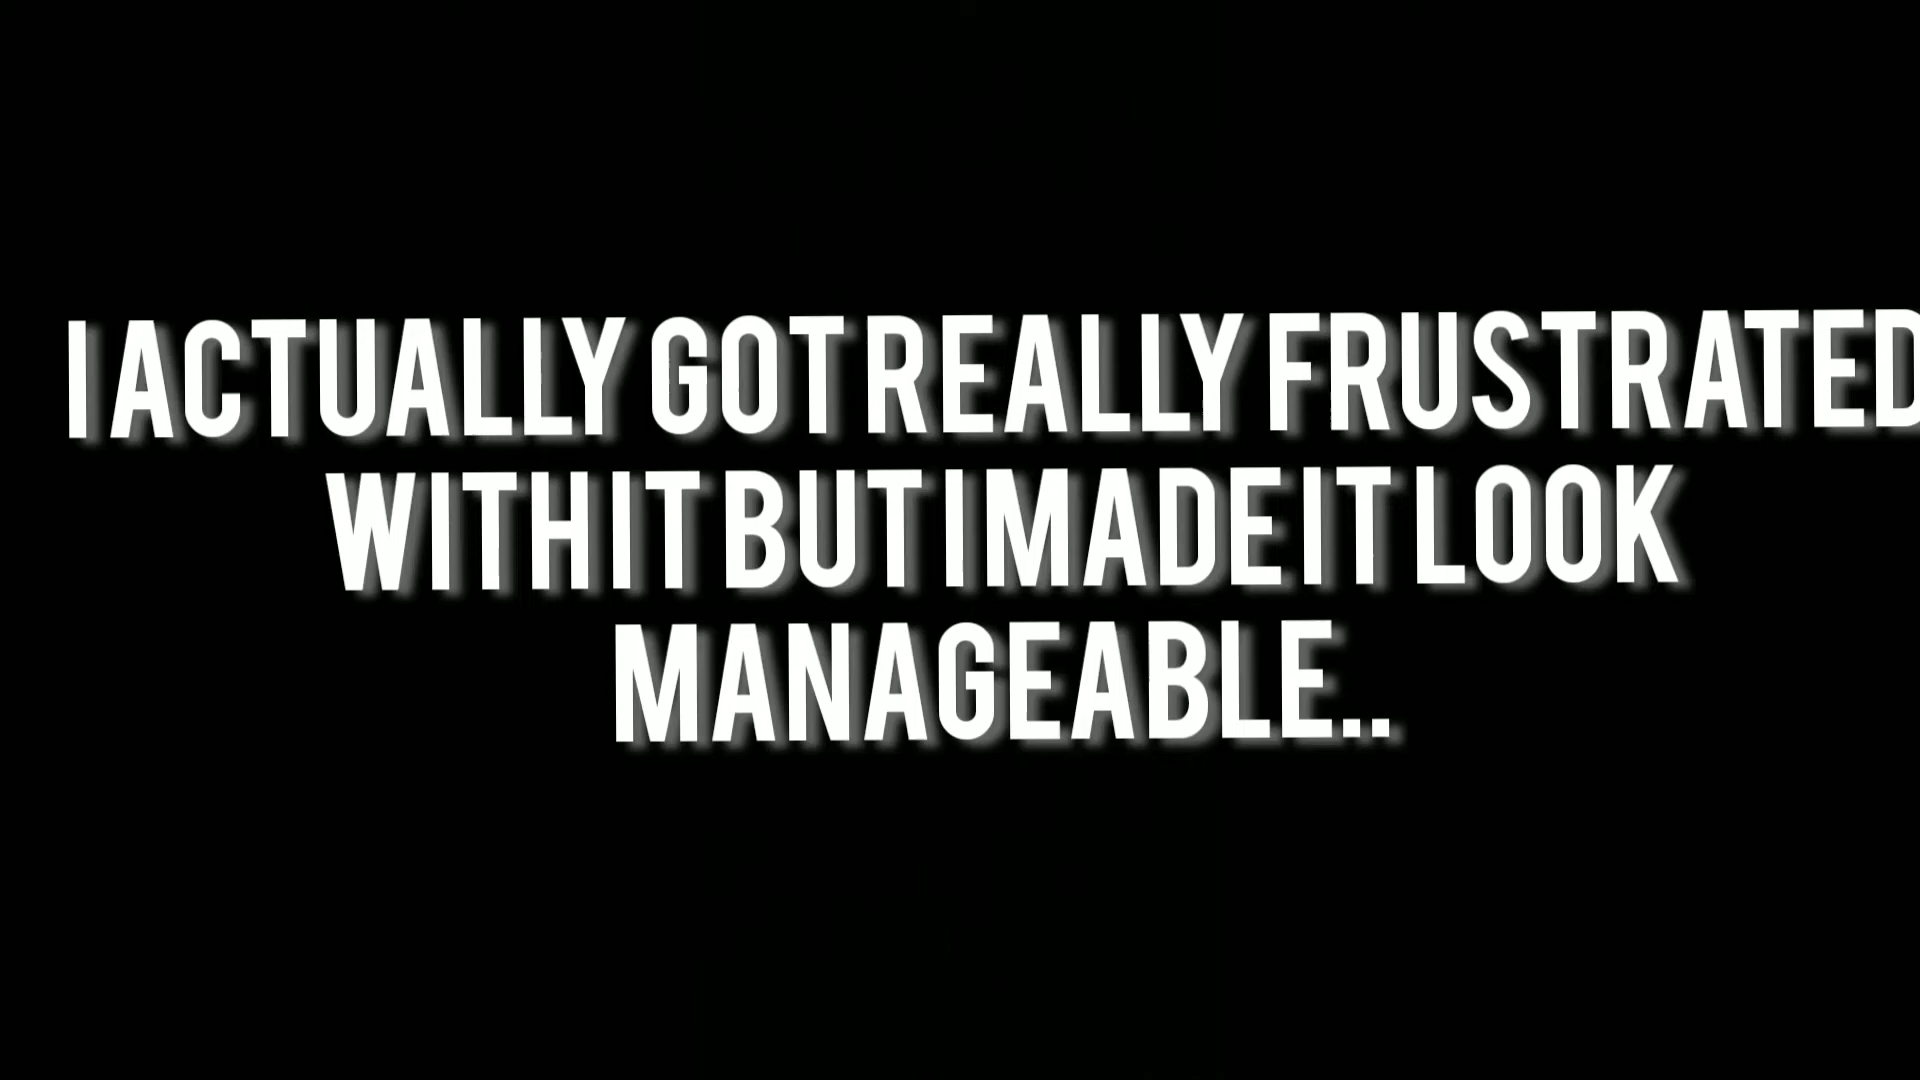 I ACTUALLY GOT REALLY FRUSTRATED
WITH IT BUT I MADE IT LOOK
MANAGEABLE..